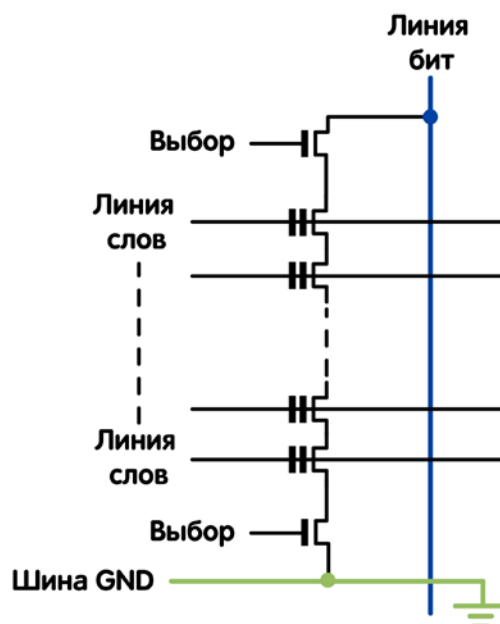 Линия
бит
Выбор
Линия
слов
Линия
слов
Выбор
Шина GND